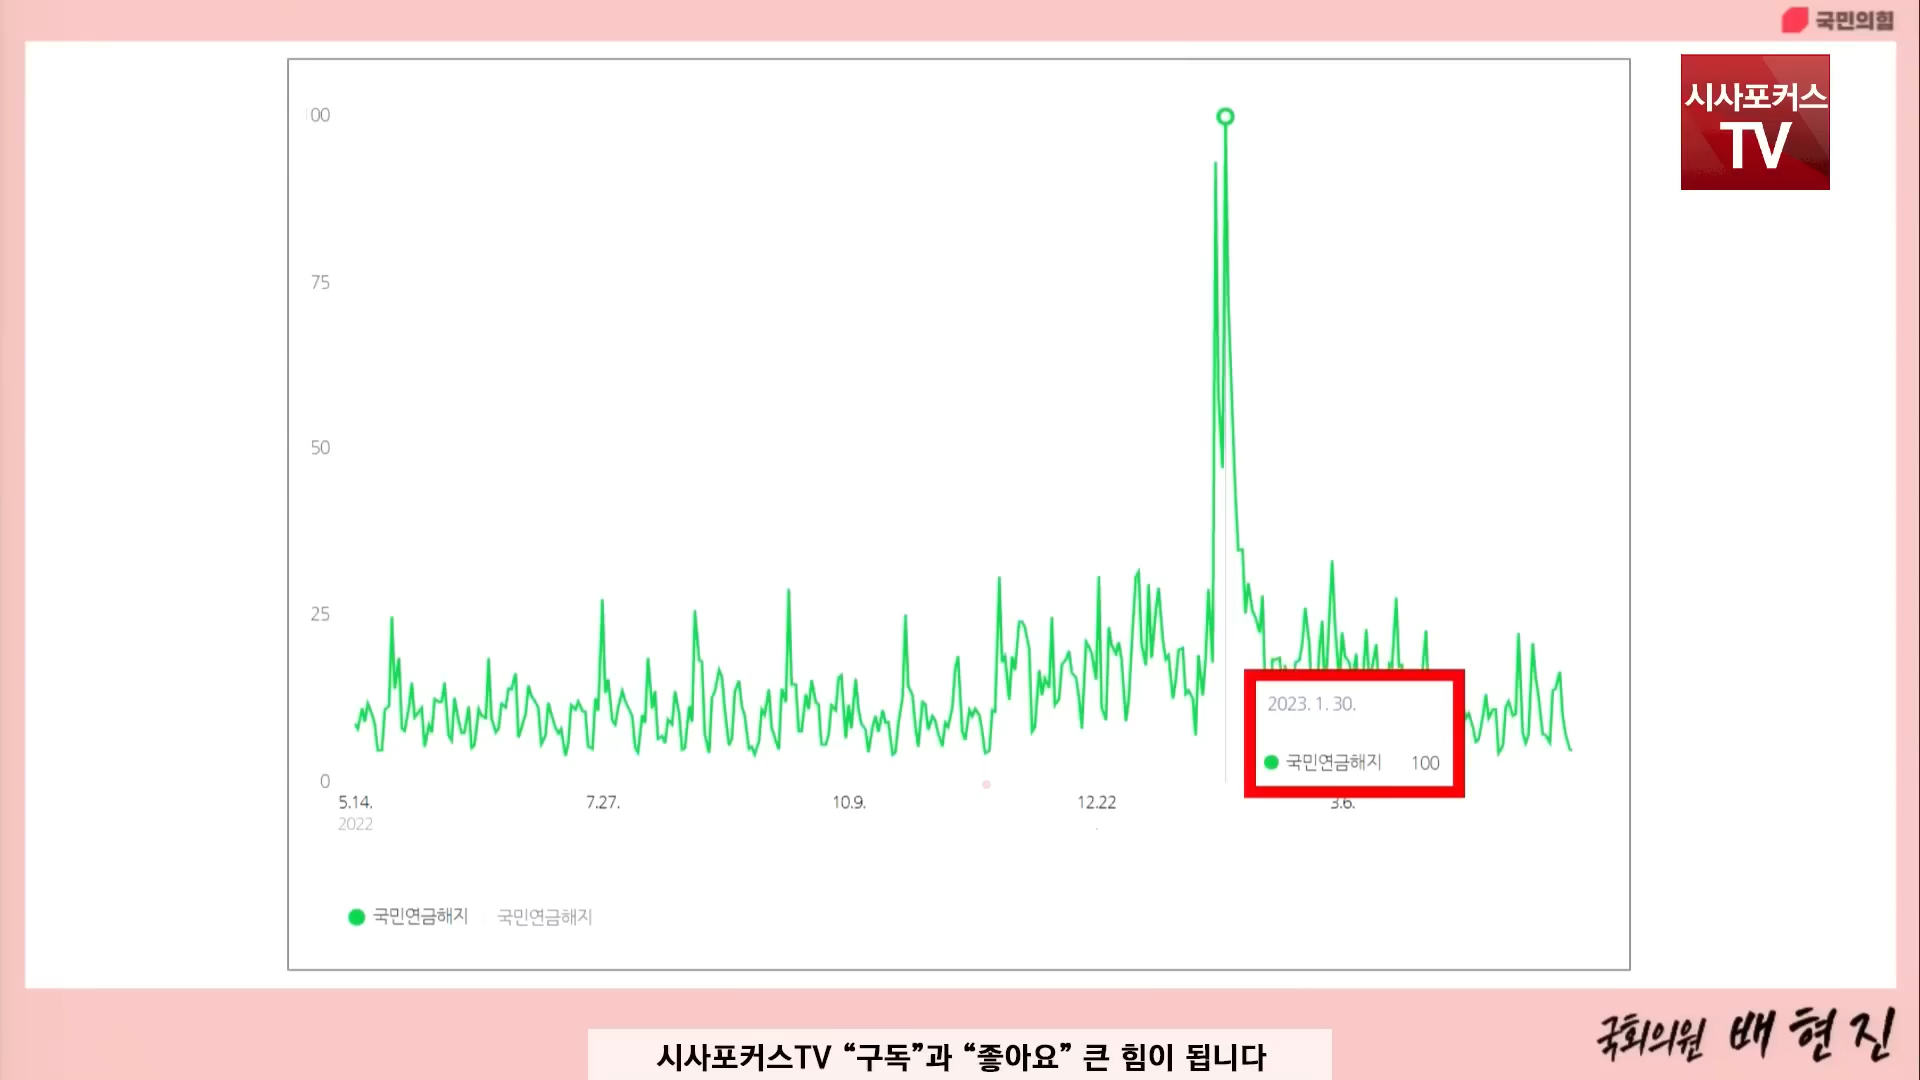 국민의힘
시사포커스
TV
100
75
50
25
0
2023. 1. 30.
국민연금해지 100
5.14.
2022
7.27.
10.9.
12.22
.
3.6.
국민연금해지 국민연금해지
국회의원 배현진
시사포커스TV “구독”과 “좋아요” 큰 힘이 됩니다